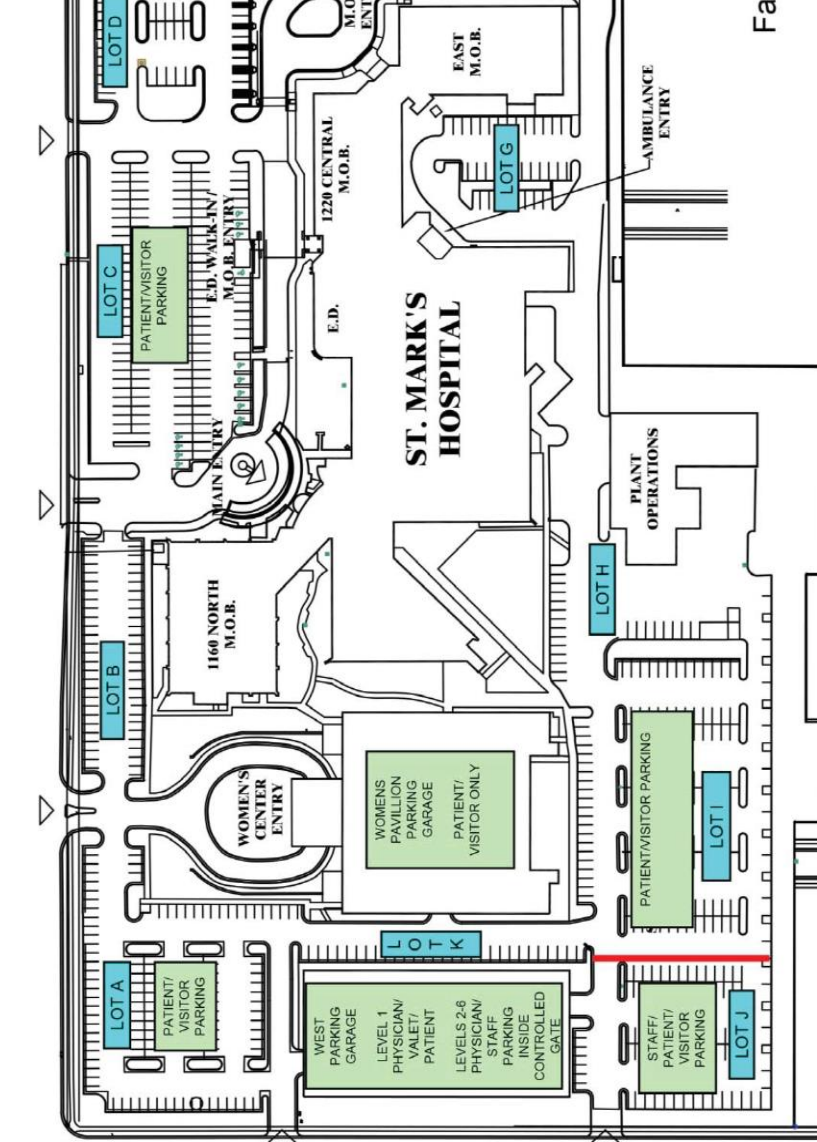 LOT D
M.O.
ENT
EAST
M.O.B.
Fa
AMBULANCE
ENTRY
1220 CENTRAL
M.O.B.
LOT G
LOT C
PATIENT/VISITOR
PARKING
E.D. WALK-IN/
M.O.B. ENTRY
E.D.
ST. MARK'S
HOSPITAL
MAIN ENTRY
PLANT
OPERATIONS
1160 NORTH
M.O.B.
LOT H
LOT B
WOMEN'S
CENTER
ENTRY
WOMENS
PAVILLION
PARKING
GARAGE
PATIENT/
VISITOR ONLY
PATIENT/VISITOR PARKING
LOT I
LOT K
LOT A
PATIENT/
VISITOR
PARKING
WEST
PARKING
GARAGE
LEVEL 1
PHYSICIAN/
VALET/
PATIENT
LEVELS 2-6
PHYSICIAN/
STAFF
PARKING
INSIDE
CONTROLLED
GATE
STAFF/
PATIENT/
VISITOR
PARKING
LOT J